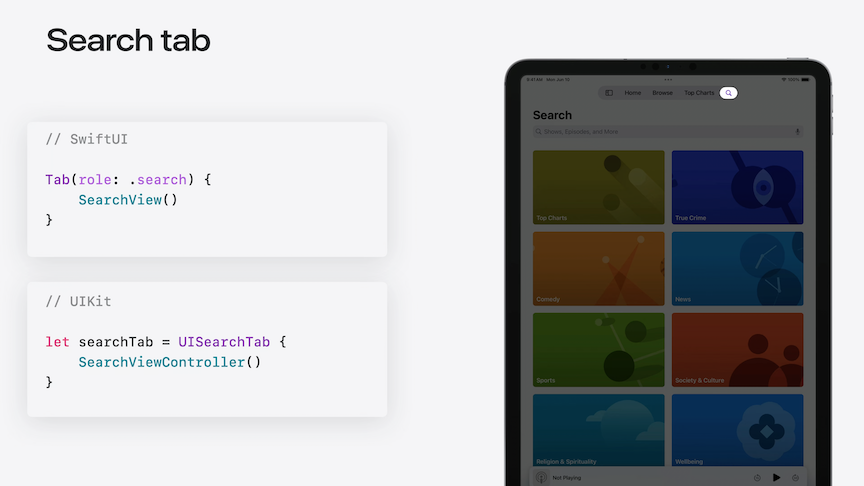 Search tab
// SwiftUI
Tab(role: .search) {
    SearchView()
}
// UIKit
let searchTab = UISearchTab {
    SearchViewController()
}
9:41 AM Mon Jun 10
100%
Home Browse Top Charts
Search
Shows, Episodes, and More
Top Charts
True Crime
Comedy
News
Sports
Society & Culture
Religion & Spirituality
Wellbeing
Not Playing